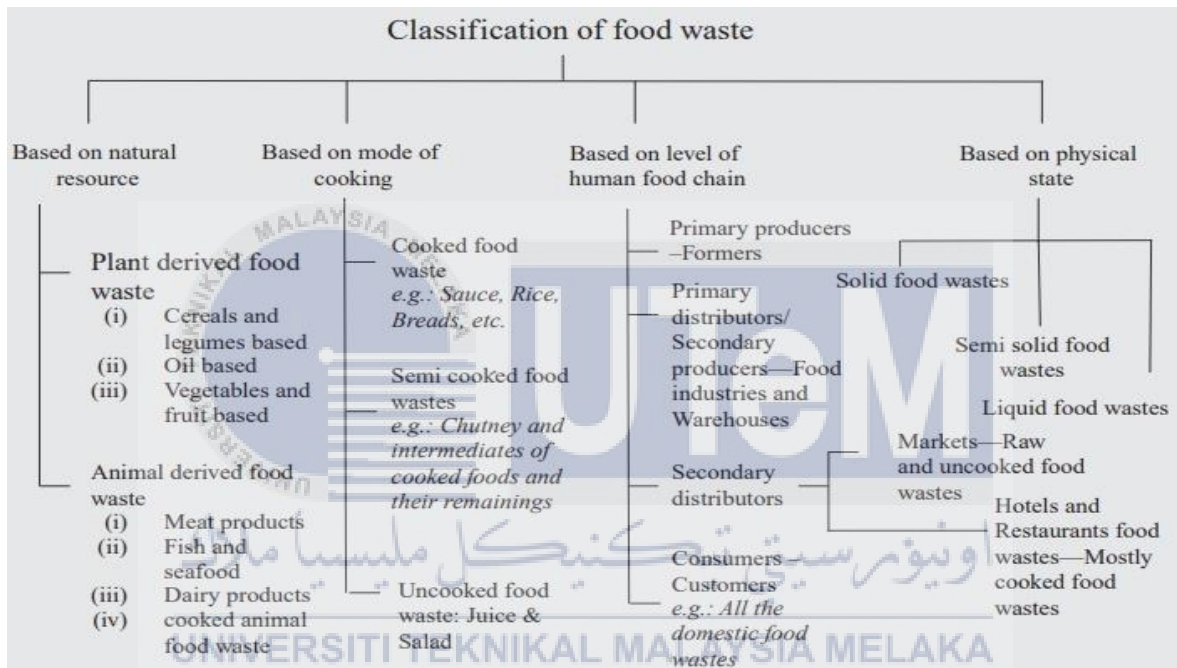 Classification of food waste
Based on natural
resource
Plant derived food
waste
(i) Cereals and
legumes based
(ii) Oil based
(iii) Vegetables and
fruit based
Animal derived food
waste
(i) Meat products
(ii) Fish and
seafood
(iii) Dairy products
(iv) cooked animal
food waste
Based on mode of
cooking
Cooked food
waste
e.g.: Sauce, Rice,
Breads, etc.
Semi cooked food
wastes
e.g.: Chutney and
intermediates of
cooked foods and
their remainings
Uncooked food
waste: Juice &
Salad
Based on level of
human food chain
Primary producers
–Formers
Primary
distributors/
Secondary
producers—Food
industries and
Warehouses
Secondary
distributors
Markets—Raw
and uncooked food
wastes
Hotels and
Restaurants food
wastes—Mostly
cooked food
wastes
Consumers –
Customers
e.g.: All the
domestic food
wastes
Based on physical
state
Solid food wastes
Semi solid food
wastes
Liquid food wastes
UTeM
اونيۏرسيتي تيكنيكل مليسيا ملاك
UNIVERSITI TEKNIKAL MALAYSIA MELAKA